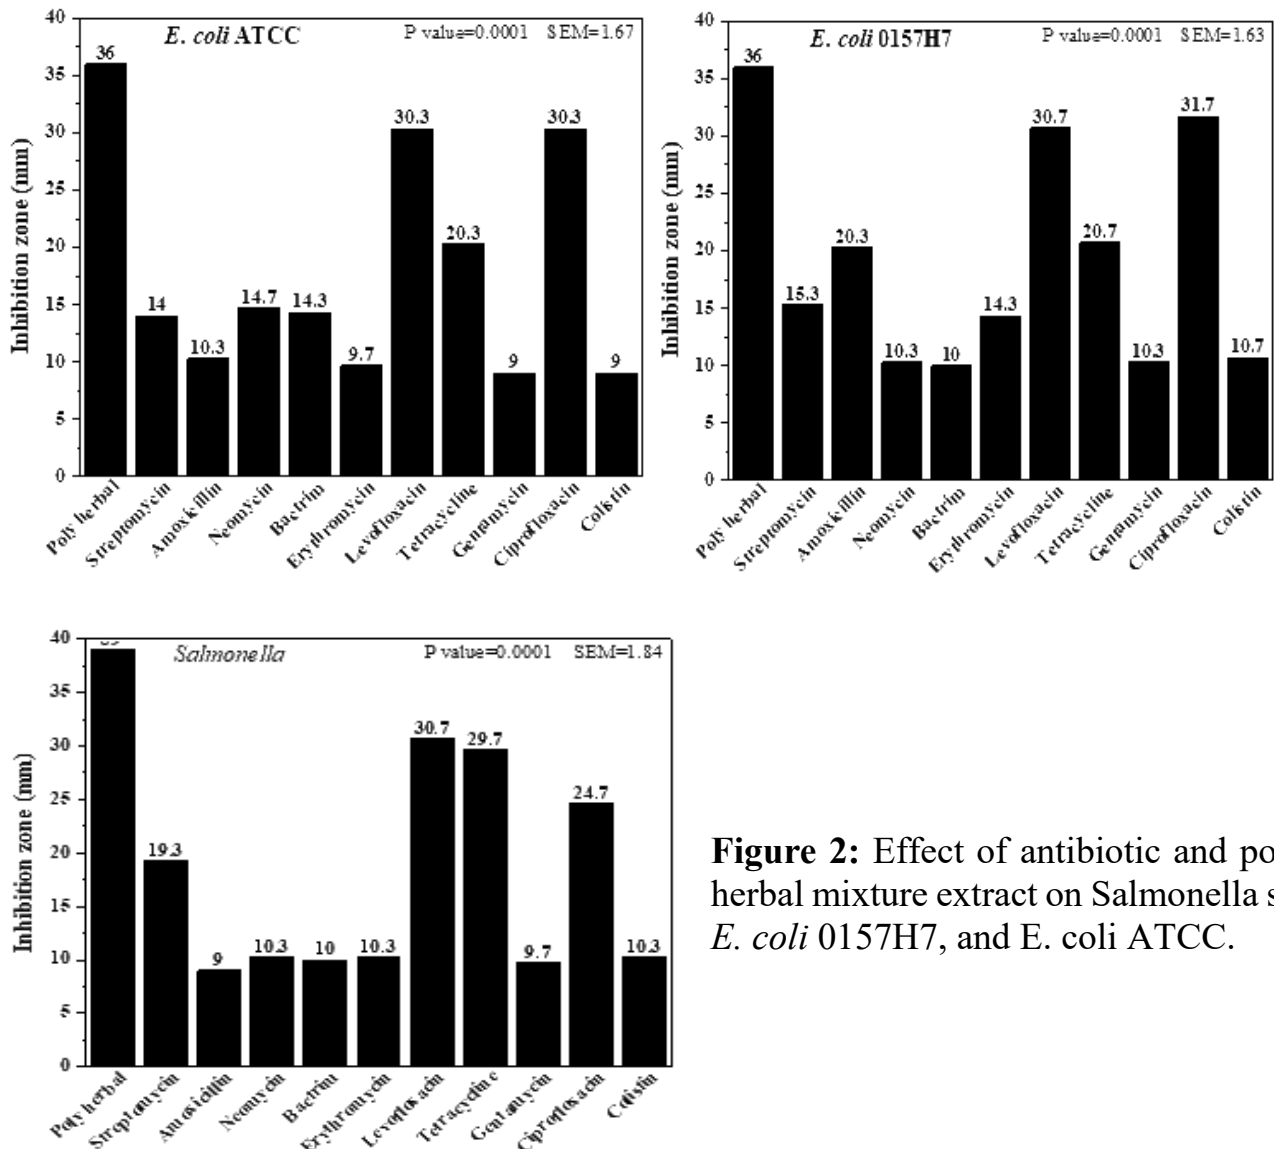 E. coli ATCC
P value=0.0001 SEM=1.67
Inhibition zone (mm)
40
35
30
25
20
15
10
5
0
36
14
10.3
14.7
14.3
9.7
30.3
20.3
9
30.3
9
Poly herbal
Streptomycin
Amoxicillin
Neomycin
Bactrim
Erythromycin
Levofloxacin
Tetracycline
Gentamycin
Ciprofloxacin
Colistin
E. coli 0157H7
P value=0.0001 SEM=1.63
Inhibition zone (mm)
40
35
30
25
20
15
10
5
0
36
15.3
20.3
10.3
10
14.3
30.7
20.7
10.3
31.7
10.7
Poly herbal
Streptomycin
Amoxicillin
Neomycin
Bactrim
Erythromycin
Levofloxacin
Tetracycline
Gentamycin
Ciprofloxacin
Colistin
Salmonella
P value=0.0001 SEM=1.84
Inhibition zone (mm)
40
35
30
25
20
15
10
5
0
19.3
9
10.3
10
10.3
30.7
29.7
9.7
24.7
10.3
Poly herbal
Streptomycin
Amoxicillin
Neomycin
Bactrim
Erythromycin
Levofloxacin
Tetracycline
Gentamycin
Ciprofloxacin
Colistin
Figure 2: Effect of antibiotic and po
herbal mixture extract on Salmonella s
E. coli 0157H7, and E. coli ATCC.